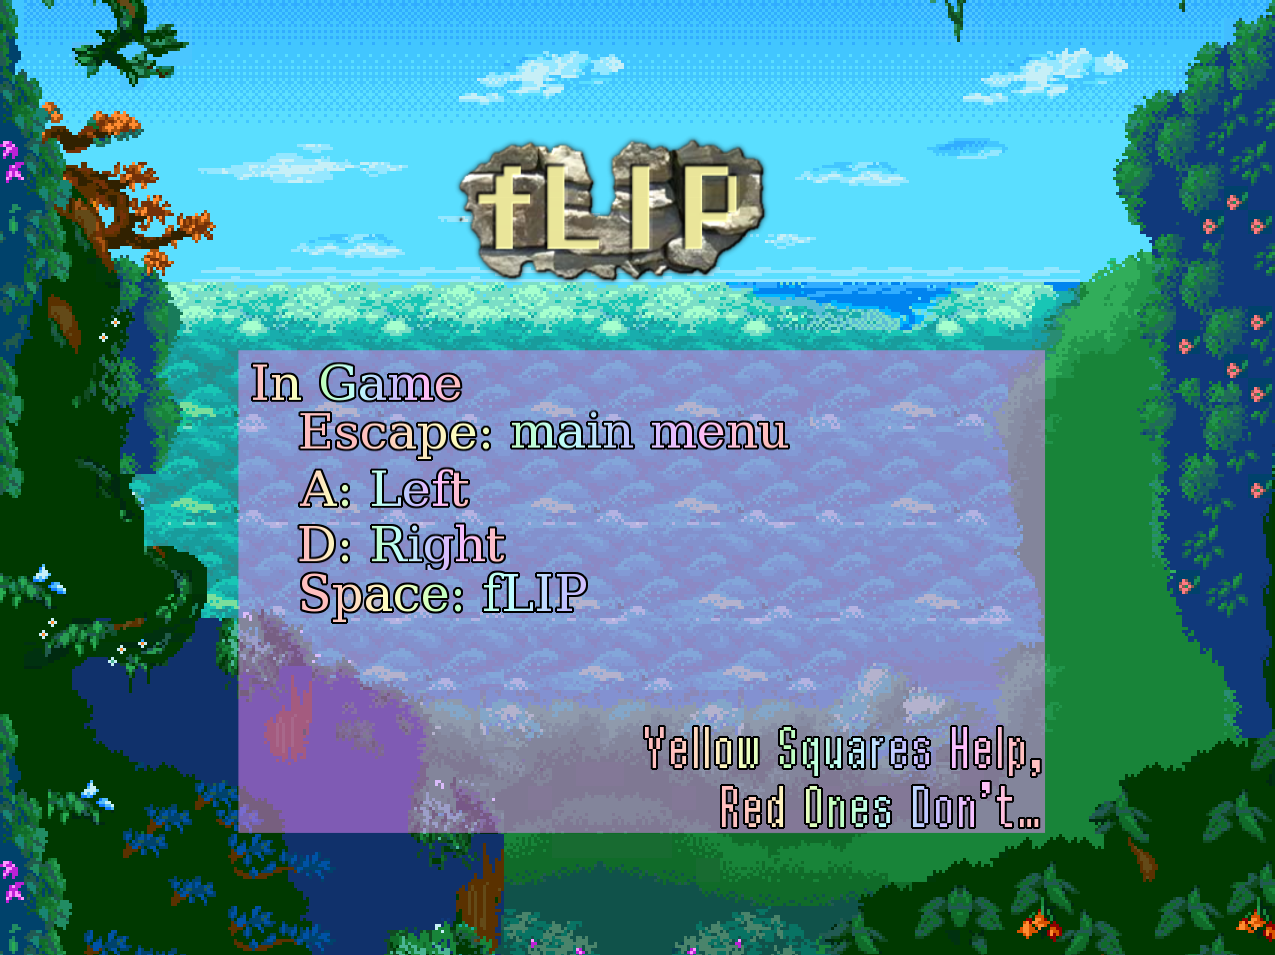 fLIP
In Game
Escape: main menu
A: Left
D: Right
Space: fLIP
Yellow Squares Help,
Red Ones Don't...